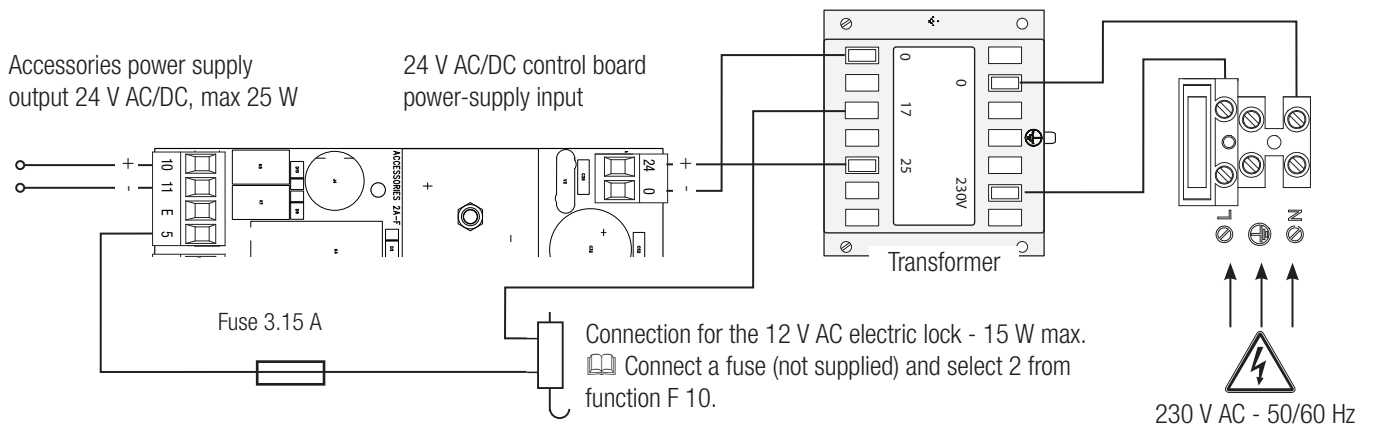 Accessories power supply
output 24 V AC/DC, max 25 W
24 V AC/DC control board
power-supply input
+
-
10
11
E
5
ACCESSORIES 2A-F
+
-
+
24
0
+
-
0
17
25
0
230V
Transformer
L
N
Fuse 3.15 A
Connection for the 12 V AC electric lock - 15 W max.
Connect a fuse (not supplied) and select 2 from
function F 10.
230 V AC - 50/60 Hz